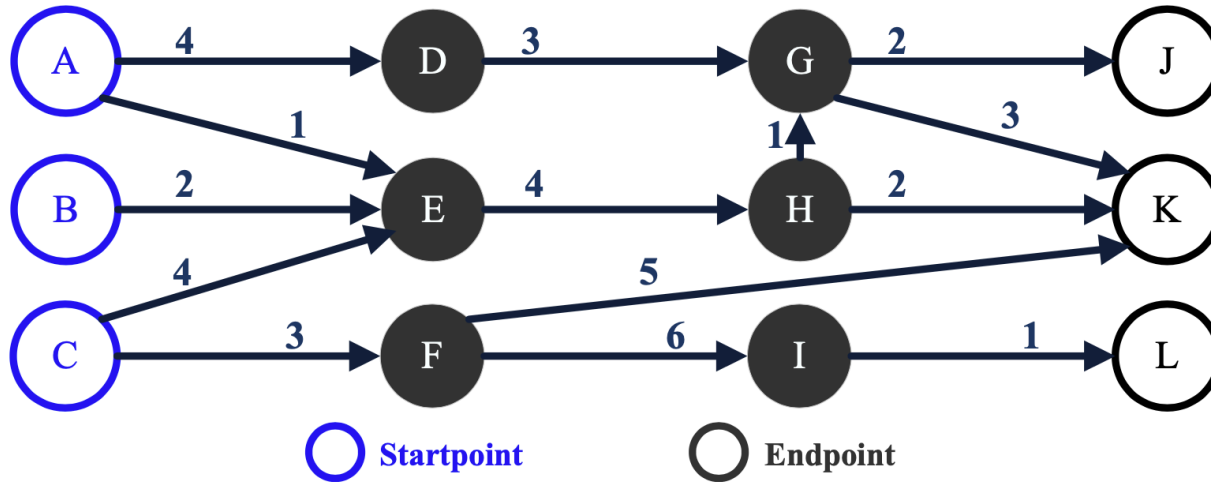 4 3 2
A D G J
1 1 3
2 4 2
B E H K
4 5
3 6 1
C F I L
Startpoint Endpoint